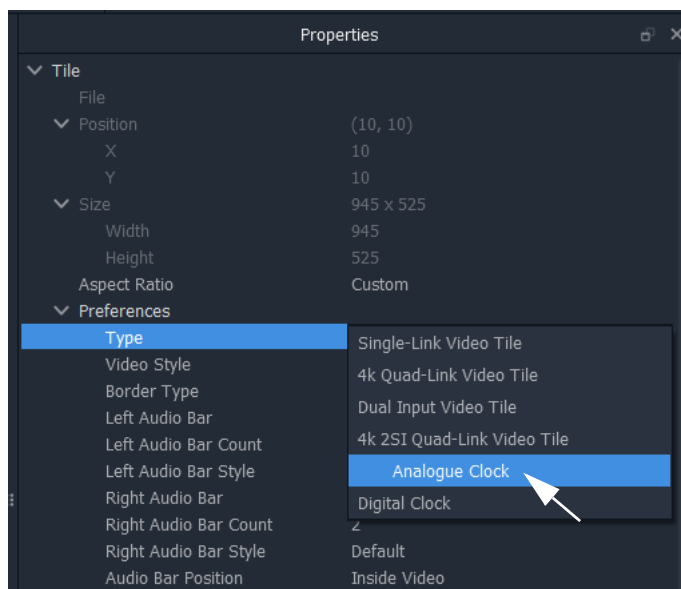 Properties
Tile
File
Position (10, 10)
X 10
Y 10
Size 945 x 525
Width 945
Height 525
Aspect Ratio Custom
Preferences
Type
Single-Link Video Tile
Video Style
4k Quad-Link Video Tile
Border Type
Dual Input Video Tile
Left Audio Bar
4k 2SI Quad-Link Video Tile
Left Audio Bar Count
Left Audio Bar Style
Analogue Clock
Right Audio Bar
Digital Clock
Right Audio Bar Count 2
Right Audio Bar Style Default
Audio Bar Position Inside Video